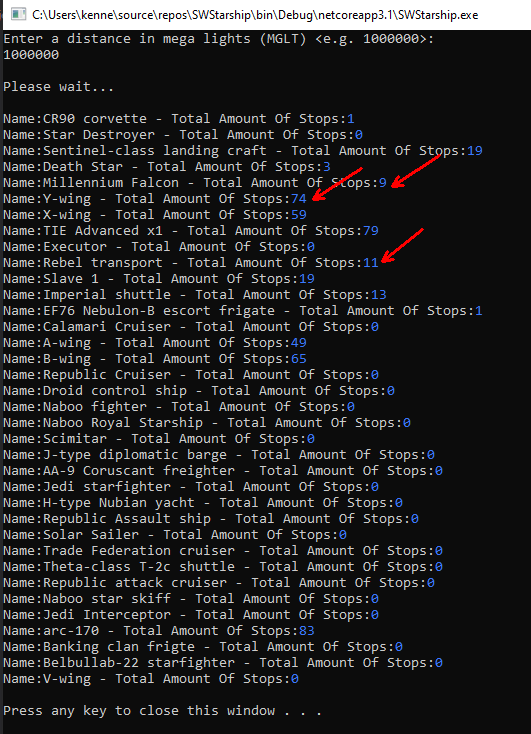 C:\Users\kenne\source\repos\SWStarship\bin\Debug\netcoreapp3.1\SWStarship.exe
Enter a distance in mega lights (MGLT) <e.g. 1000000>:
1000000
Please wait...
Name:CR90 corvette - Total Amount Of Stops:1
Name:Star Destroyer - Total Amount Of Stops:0
Name:Sentinel-class landing craft - Total Amount Of Stops:19
Name:Death Star - Total Amount Of Stops:3
Name:Millennium Falcon - Total Amount Of Stops:9
Name:Y-wing - Total Amount Of Stops:74
Name:X-wing - Total Amount Of Stops:59
Name:TIE Advanced x1 - Total Amount Of Stops:79
Name:Executor - Total Amount Of Stops:0
Name:Rebel transport - Total Amount Of Stops:11
Name:Slave 1 - Total Amount Of Stops:19
Name:Imperial shuttle - Total Amount Of Stops:13
Name:EF76 Nebulon-B escort frigate - Total Amount Of Stops:1
Name:Calamari Cruiser - Total Amount Of Stops:0
Name:A-wing - Total Amount Of Stops:49
Name:B-wing - Total Amount Of Stops:65
Name:Republic Cruiser - Total Amount Of Stops:0
Name:Droid control ship - Total Amount Of Stops:0
Name:Naboo fighter - Total Amount Of Stops:0
Name:Naboo Royal Starship - Total Amount Of Stops:0
Name:Scimitar - Total Amount Of Stops:0
Name:J-type diplomatic barge - Total Amount Of Stops:0
Name:AA-9 Coruscant freighter - Total Amount Of Stops:0
Name:Jedi starfighter - Total Amount Of Stops:0
Name:H-type Nubian yacht - Total Amount Of Stops:0
Name:Republic Assault ship - Total Amount Of Stops:0
Name:Solar Sailer - Total Amount Of Stops:0
Name:Trade Federation cruiser - Total Amount Of Stops:0
Name:Theta-class T-2c shuttle - Total Amount Of Stops:0
Name:Republic attack cruiser - Total Amount Of Stops:0
Name:Naboo star skiff - Total Amount Of Stops:0
Name:Jedi Interceptor - Total Amount Of Stops:0
Name:arc-170 - Total Amount Of Stops:83
Name:Banking clan frigte - Total Amount Of Stops:0
Name:Belbullab-22 starfighter - Total Amount Of Stops:0
Name:V-wing - Total Amount Of Stops:0
Press any key to close this window . . .